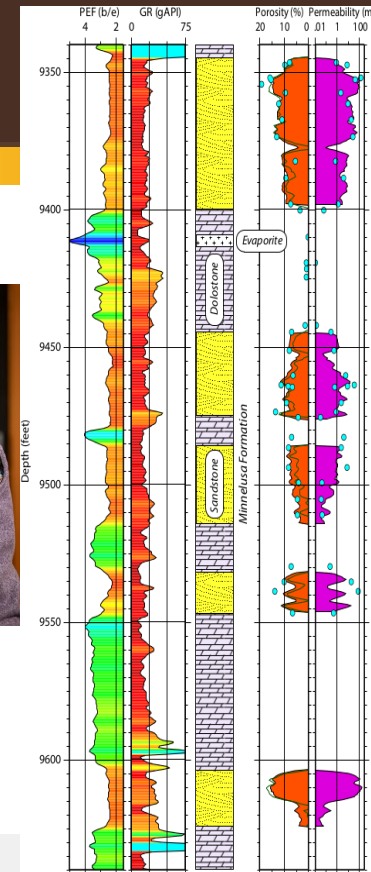 PEF (b/e) GR (gAPI) Porosity (%) Permeability (m
4 2 0 75 20 10 0 .01 1 100
9350
9400
Evaporite
Dolostone
9450
Depth (feet)
Sandstone
Minnelusa Formation
9500
9550
9600